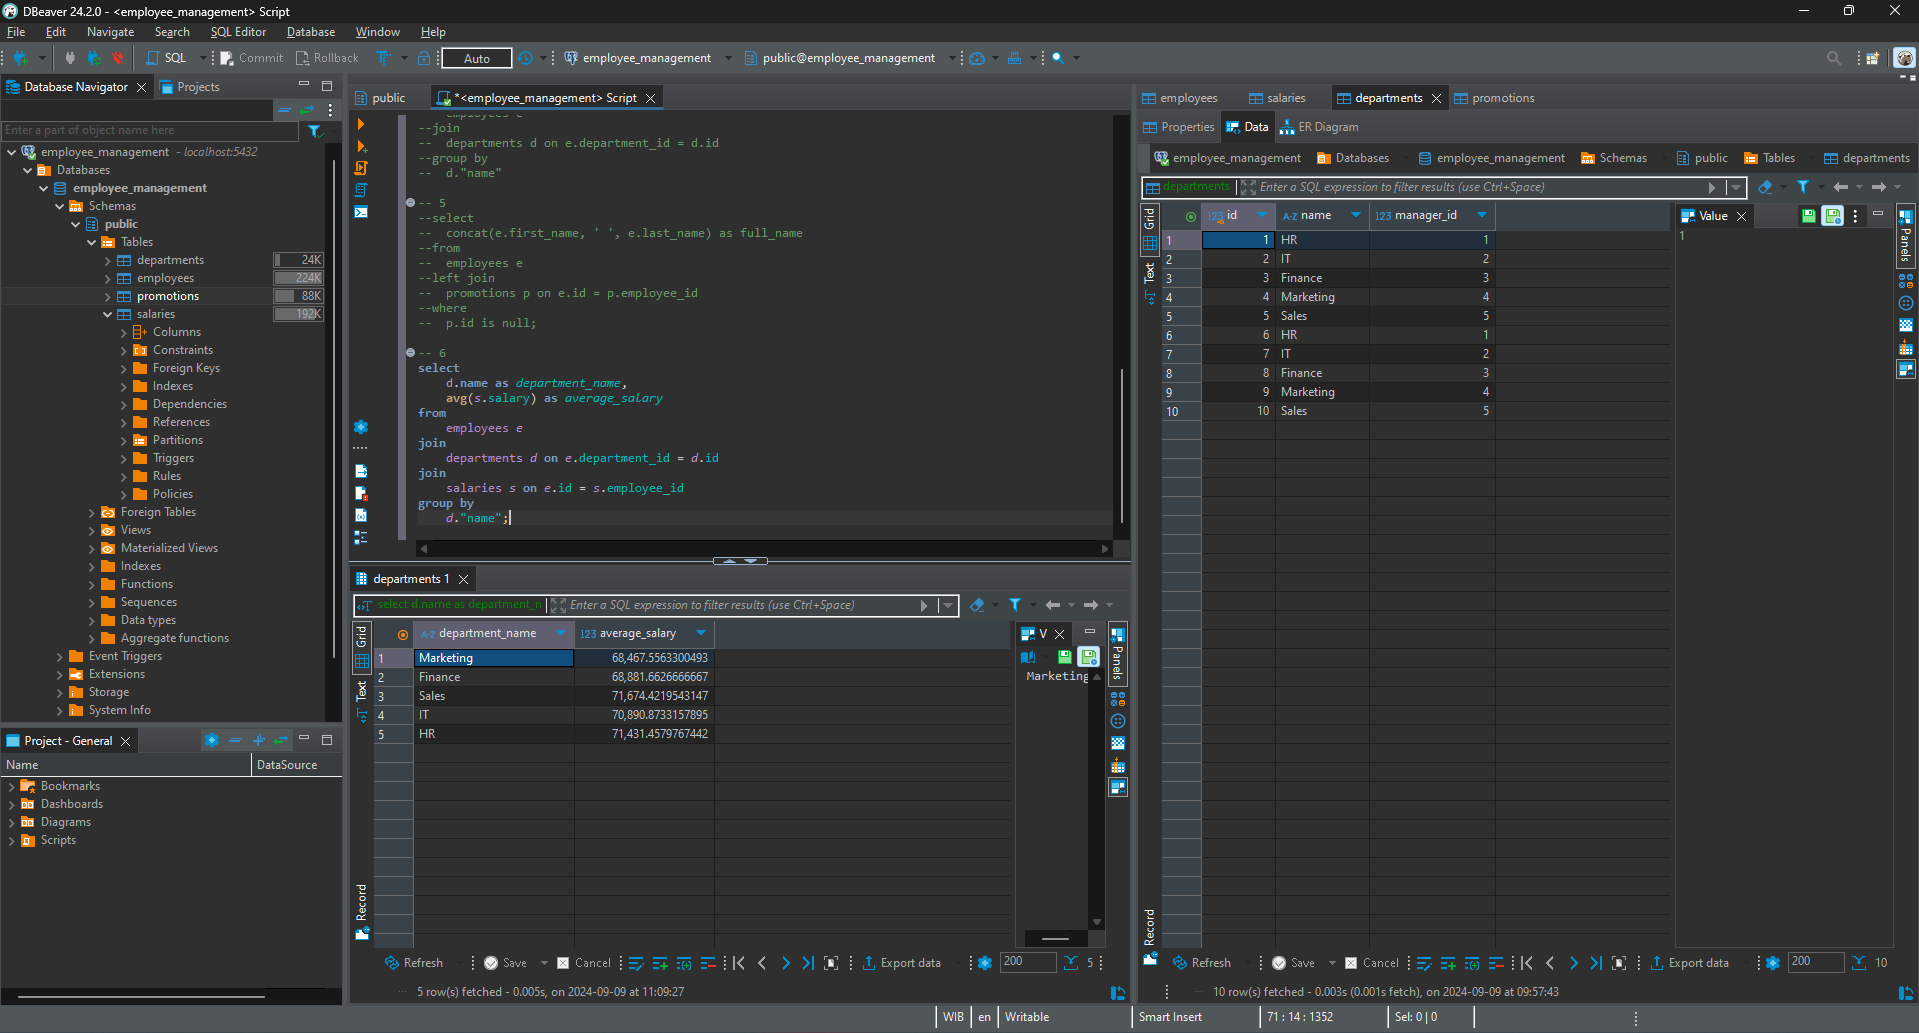 DBeaver 24.2.0 - <employee_management> Script
File Edit Navigate Search SQL Editor Database Window Help
SQL Commit Rollback Auto employee_management public@employee_management
Database Navigator Projects
Enter a part of object name here
employee_management - localhost:5432
Databases
employee_management
Schemas
public
Tables
departments 24K
employees 224K
promotions 88K
salaries 192K
Columns
Constraints
Foreign Keys
Indexes
Dependencies
References
Partitions
Triggers
Rules
Policies
Foreign Tables
Views
Materialized Views
Indexes
Functions
Sequences
Data types
Aggregate functions
Event Triggers
Extensions
Storage
System Info
Project - General
Name DataSource
Bookmarks
Dashboards
Diagrams
Scripts
public *<employee_management> Script
employees e
--join
-- departments d on e.department_id = d.id
--group by
-- d."name"
-- 5
--select
-- concat(e.first_name, ' ', e.last_name) as full_name
--from
-- employees e
--left join
-- promotions p on e.id = p.employee_id
--where
-- p.id is null;
-- 6
select
d.name as department_name,
avg(s.salary) as average_salary
from
employees e
join
departments d on e.department_id = d.id
join
salaries s on e.id = s.employee_id
group by
d."name";
departments 1
select d.name as department_n Enter a SQL expression to filter results (use Ctrl+Space)
Grid
Text
Record
department_name 123 average_salary
1 Marketing 68,467.5563300493
2 Finance 68,881.6626666667
3 Sales 71,674.4219543147
4 IT 70,890.8733157895
5 HR 71,431.4579767442
V
Marketing
Panels
Refresh Save Cancel Export data 200 5
5 row(s) fetched - 0.005s, on 2024-09-09 at 11:09:27
employees salaries departments promotions
Properties Data ER Diagram
employee_management Databases employee_management Schemas public Tables departments
departments Enter a SQL expression to filter results (use Ctrl+Space)
Grid
Text
Record
123 id A-Z name 123 manager_id
1 1 HR 1
2 2 IT 2
3 3 Finance 3
4 4 Marketing 4
5 5 Sales 5
6 6 HR 1
7 7 IT 2
8 8 Finance 3
9 9 Marketing 4
10 10 Sales 5
Value
1
Panels
Refresh Save Cancel Export data 200 10
10 row(s) fetched - 0.003s (0.001s fetch), on 2024-09-09 at 09:57:43
WIB en Writable Smart Insert 71 : 14 : 1352 Sel: 0 | 0